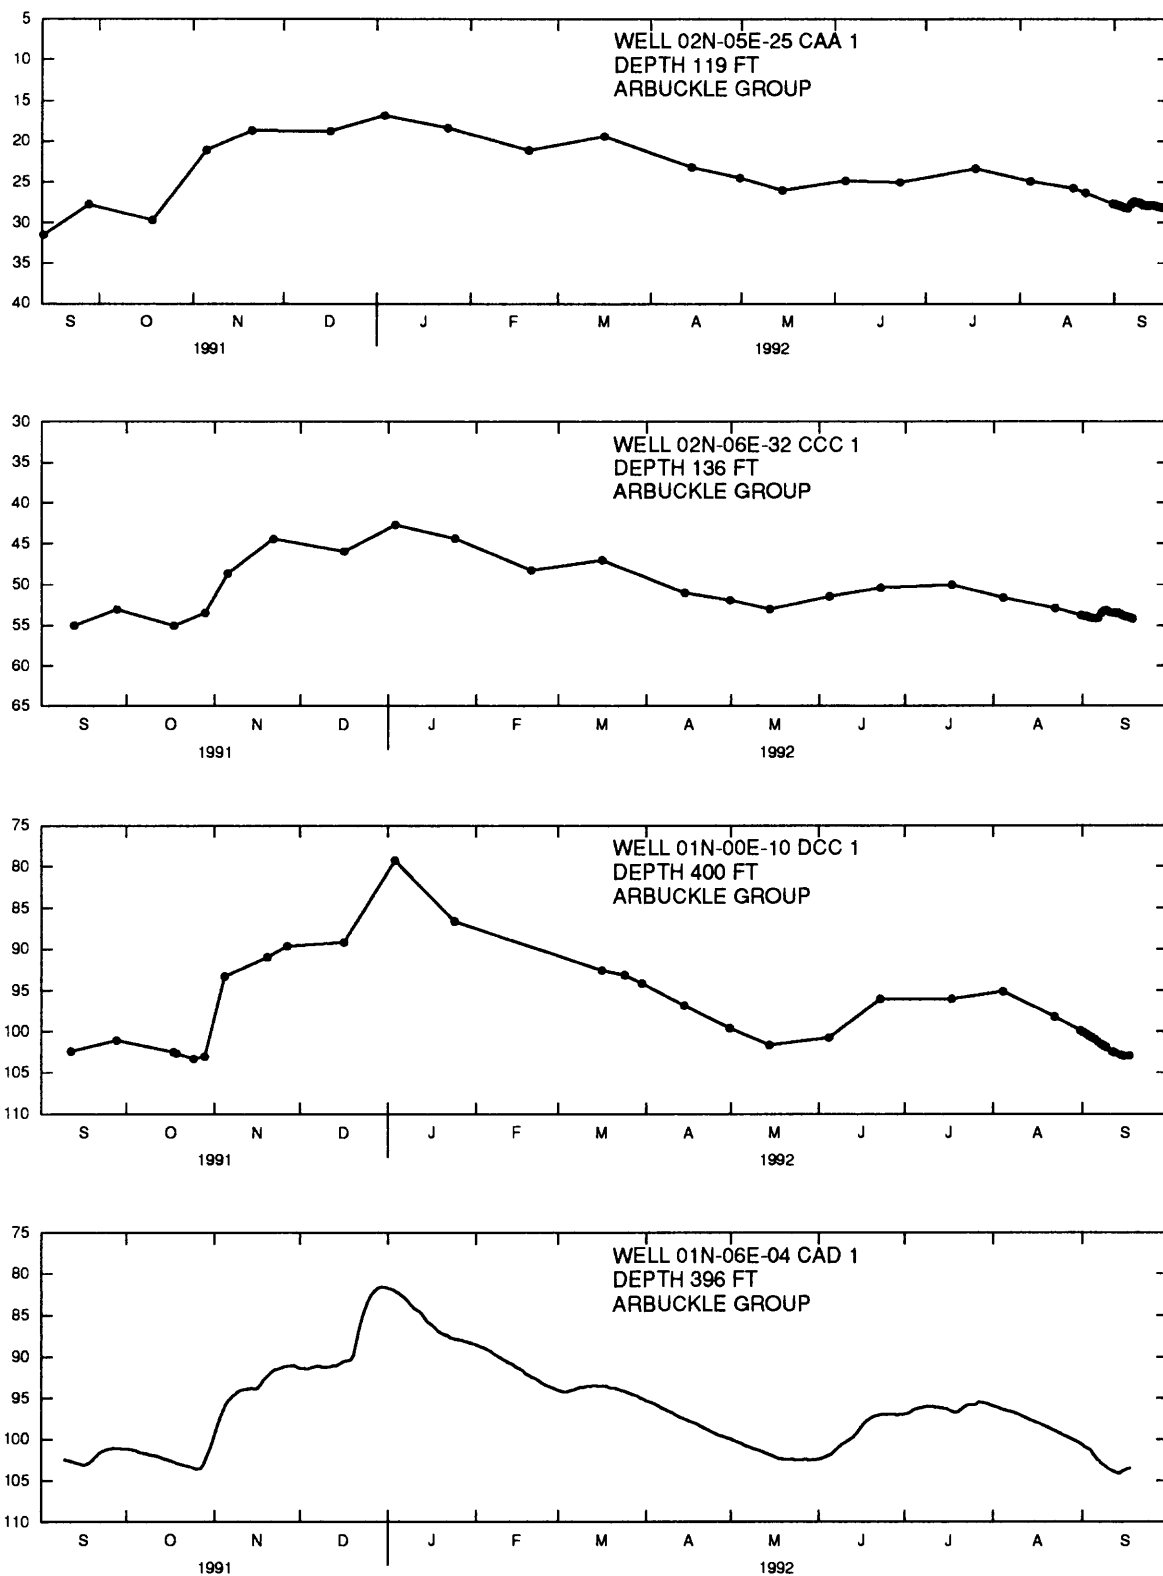 5
WELL 02N-05E-25 CAA 1
10
DEPTH 119 FT
ARBUCKLE GROUP
15
20
25
30
35
40
S O N D J F M A M J J A S
1991 1992
30
WELL 02N-06E-32 CCC 1
35
DEPTH 136 FT
ARBUCKLE GROUP
40
45
50
55
60
65
S O N D J F M A M J J A S
1991 1992
75
WELL 01N-00E-10 DCC 1
80
DEPTH 400 FT
ARBUCKLE GROUP
85
90
95
100
105
110
S O N D J F M A M J J A S
1991 1992
75
WELL 01N-06E-04 CAD 1
80
DEPTH 396 FT
ARBUCKLE GROUP
85
90
95
100
105
110
S O N D J F M A M J J A S
1991 1992